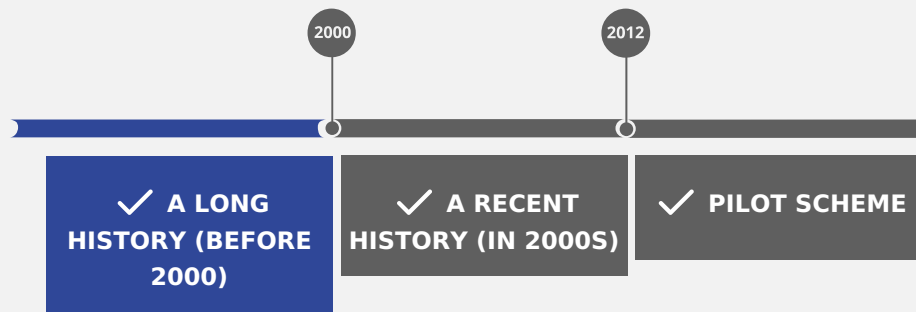 2000
2012
A LONG
HISTORY (BEFORE
2000)
A RECENT
HISTORY (IN 2000S)
PILOT SCHEME